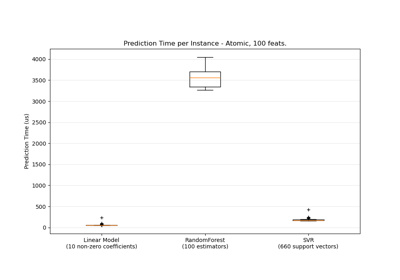 Prediction Time per Instance - Atomic, 100 feats.
4000
3500
3000
2500
2000
1500
1000
500
0
Prediction Time (us)
Linear Model
(10 non-zero coefficients)
RandomForest
(100 estimators)
SVR
(660 support vectors)